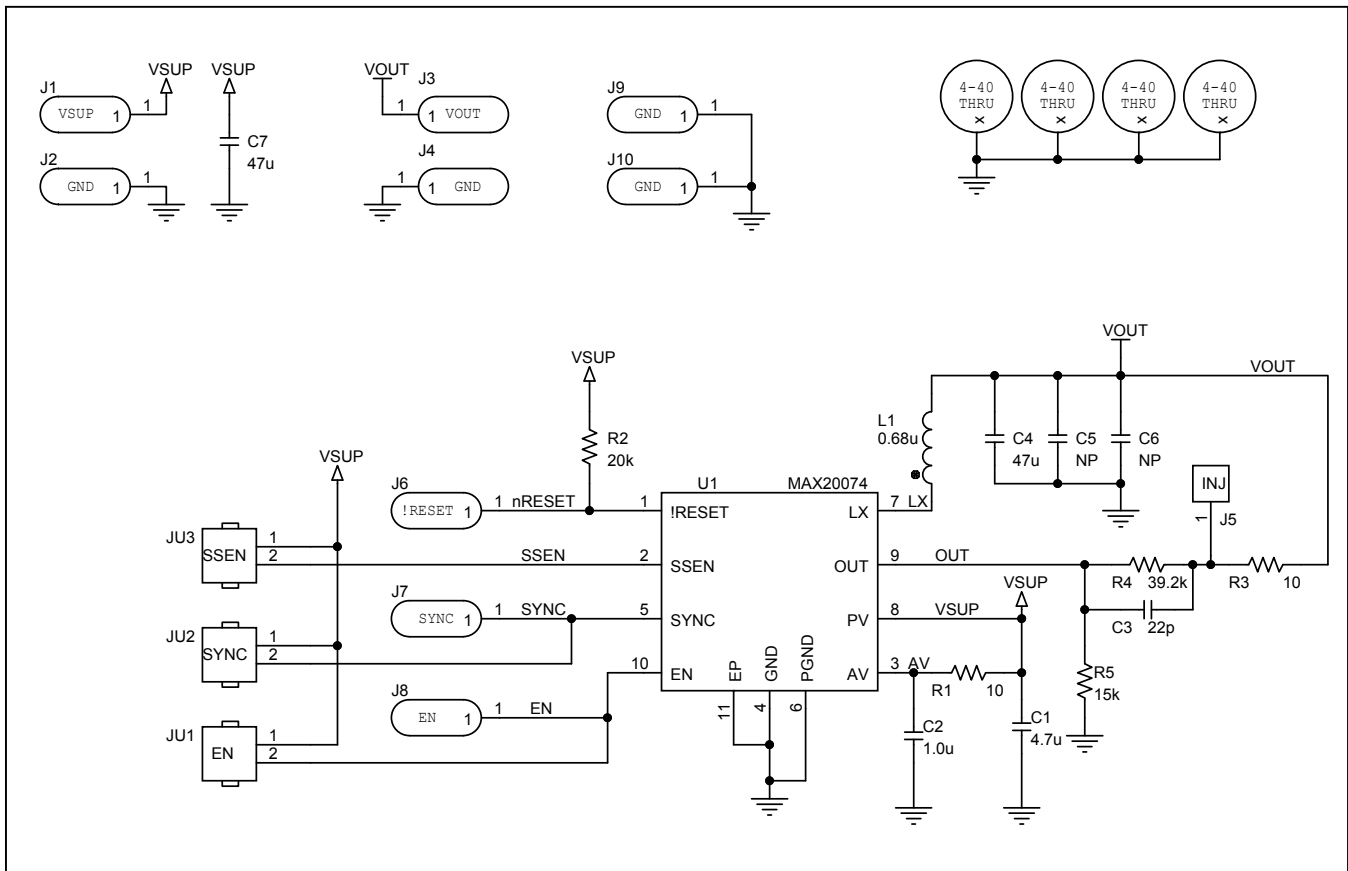 VSUP VSUP VOUT
J1 J3 J9
VSUP 1 1 1 1 VOUT GND 1 1
4-40 4-40 4-40 4-40
THRU THRU THRU THRU
x x x x
C7
47u
J2 J4 J10
GND 1 1 1 1 GND GND 1 1
VOUT
VSUP VOUT
R2
20k
L1
0.68u
C4
47u
C5
NP
C6
NP
VSUP
J6
!RESET 1 1 nRESET
U1 MAX20074
1 !RESET LX 7 LX
INJ
1
J5
JU3
SSEN 1
2
SSEN
2 SSEN OUT 9 OUT
R4 39.2k
R3 10
J7
SYNC 1 1 SYNC
5 SYNC PV 8 VSUP
VSUP
C3 22p
JU2
SYNC 1
2
10 EN AV 3 AV
R1 10
R5
15k
EP GND PGND
11 4 6
J8
EN 1 1 EN
JU1
EN 1
2
C2
1.0u
C1
4.7u